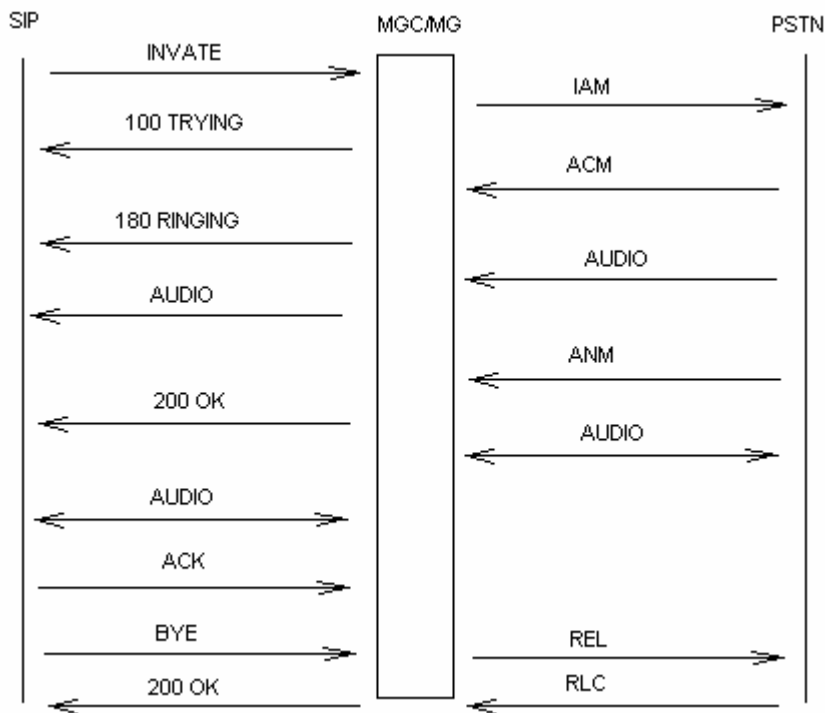 SIP
MGC/MG
PSTN
INVATE
IAM
100 TRYING
ACM
180 RINGING
AUDIO
AUDIO
ANM
200 OK
AUDIO
AUDIO
ACK
BYE
REL
200 OK
RLC